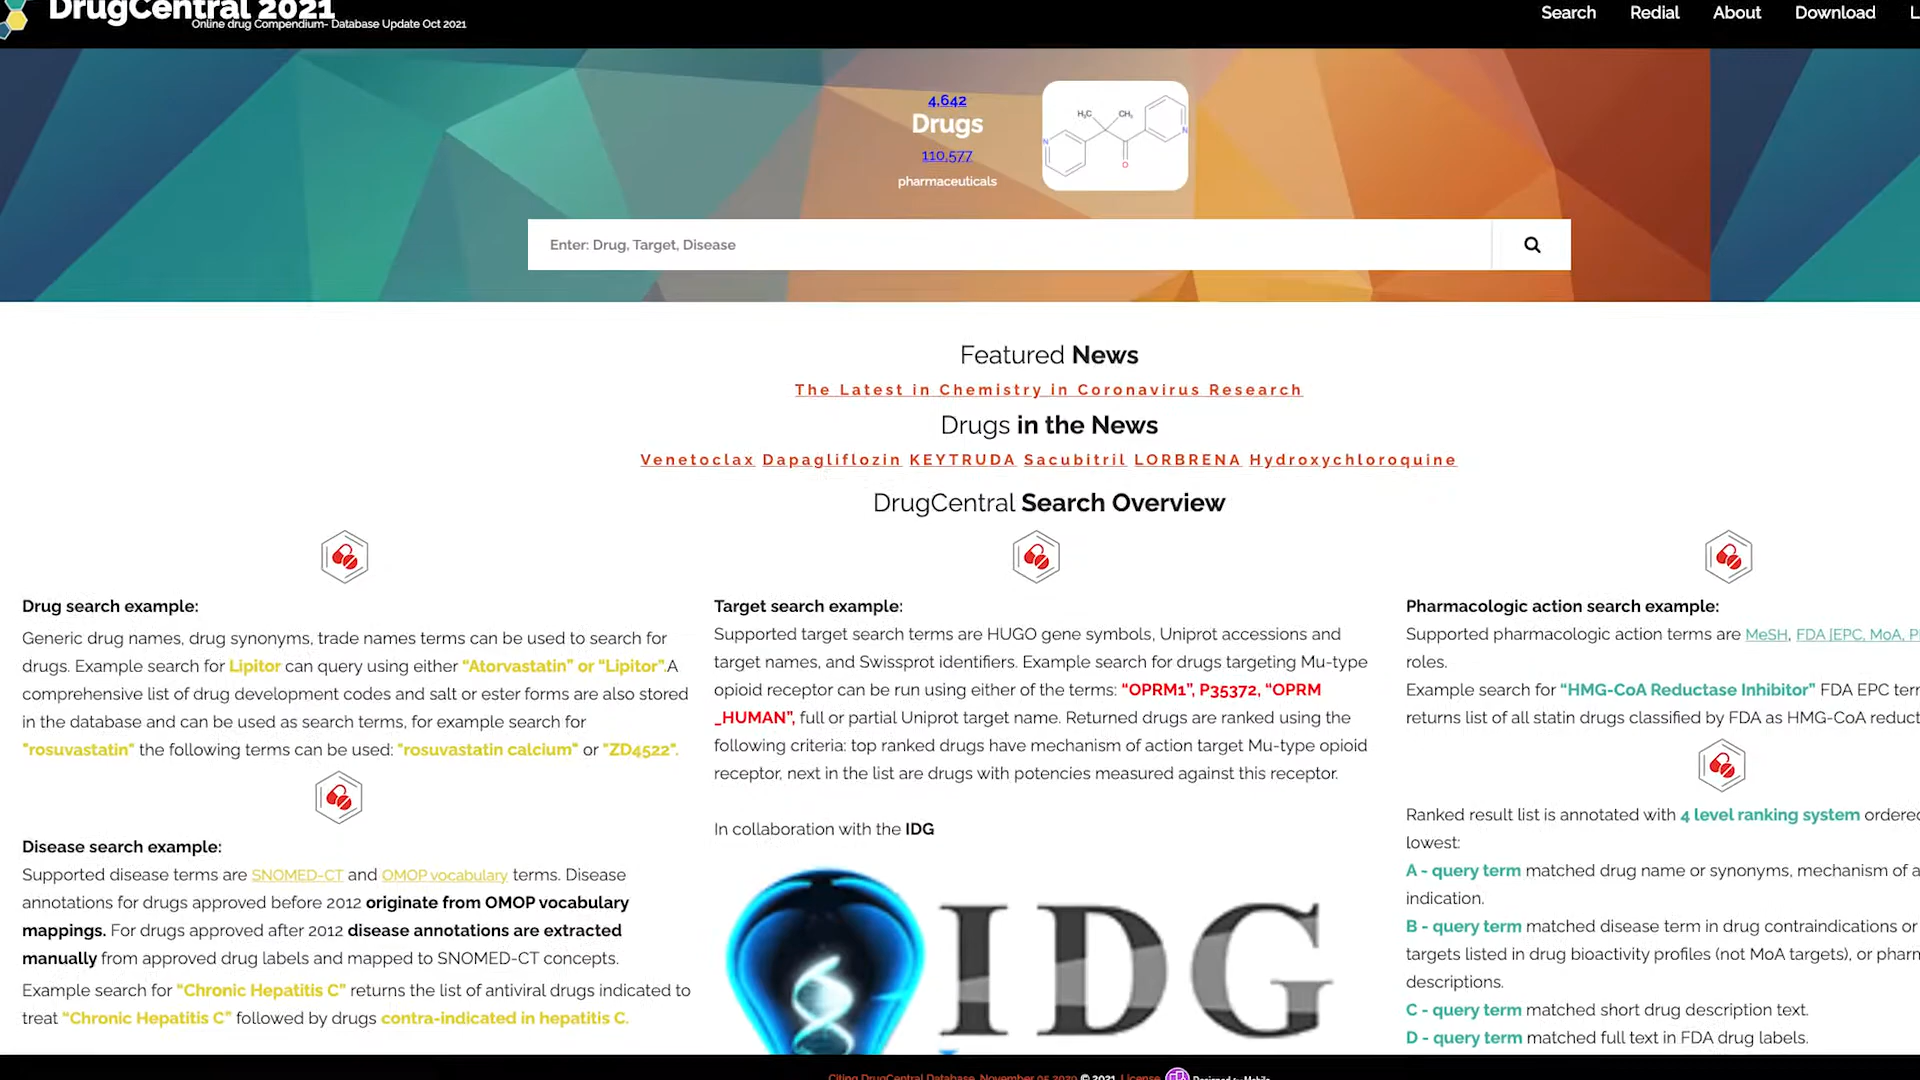 DrugCentral 2021
Online drug Compendium- Database Update Oct 2021
Search Redial About Download L
4,642
Drugs
110,577
pharmaceuticals
H₃C CH₃
N
N
O
Enter: Drug, Target, Disease
Featured News
The Latest in Chemistry in Coronavirus Research
Drugs in the News
Venetoclax Dapagliflozin KEYTRUDA Sacubitril LORBRENA Hydroxychloroquine
DrugCentral Search Overview
Drug search example:
Generic drug names, drug synonyms, trade names terms can be used to search for
drugs. Example search for Lipitor can query using either “Atorvastatin” or “Lipitor”.A
comprehensive list of drug development codes and salt or ester forms are also stored
in the database and can be used as search terms, for example search for
"rosuvastatin" the following terms can be used: "rosuvastatin calcium" or "ZD4522".
Disease search example:
Supported disease terms are SNOMED-CT and OMOP vocabulary terms. Disease
annotations for drugs approved before 2012 originate from OMOP vocabulary
mappings. For drugs approved after 2012 disease annotations are extracted
manually from approved drug labels and mapped to SNOMED-CT concepts.
Example search for “Chronic Hepatitis C” returns the list of antiviral drugs indicated to
treat “Chronic Hepatitis C” followed by drugs contra-indicated in hepatitis C.
Target search example:
Supported target search terms are HUGO gene symbols, Uniprot accessions and
target names, and Swissprot identifiers. Example search for drugs targeting Mu-type
opioid receptor can be run using either of the terms: “OPRM1”, P35372, “OPRM
_HUMAN”, full or partial Uniprot target name. Returned drugs are ranked using the
following criteria: top ranked drugs have mechanism of action target Mu-type opioid
receptor, next in the list are drugs with potencies measured against this receptor.
In collaboration with the IDG
IDG
Pharmacologic action search example:
Supported pharmacologic action terms are MeSH, FDA [EPC, MoA, P
roles.
Example search for “HMG-CoA Reductase Inhibitor” FDA EPC ter
returns list of all statin drugs classified by FDA as HMG-CoA reduct
Ranked result list is annotated with 4 level ranking system ordered
lowest:
A - query term matched drug name or synonyms, mechanism of a
indication.
B - query term matched disease term in drug contraindications or
targets listed in drug bioactivity profiles (not MoA targets), or pharm
descriptions.
C - query term matched short drug description text.
D - query term matched full text in FDA drug labels.
Citing DrugCentral Database, November 05 2020 © 2021. License Designed by Mobile